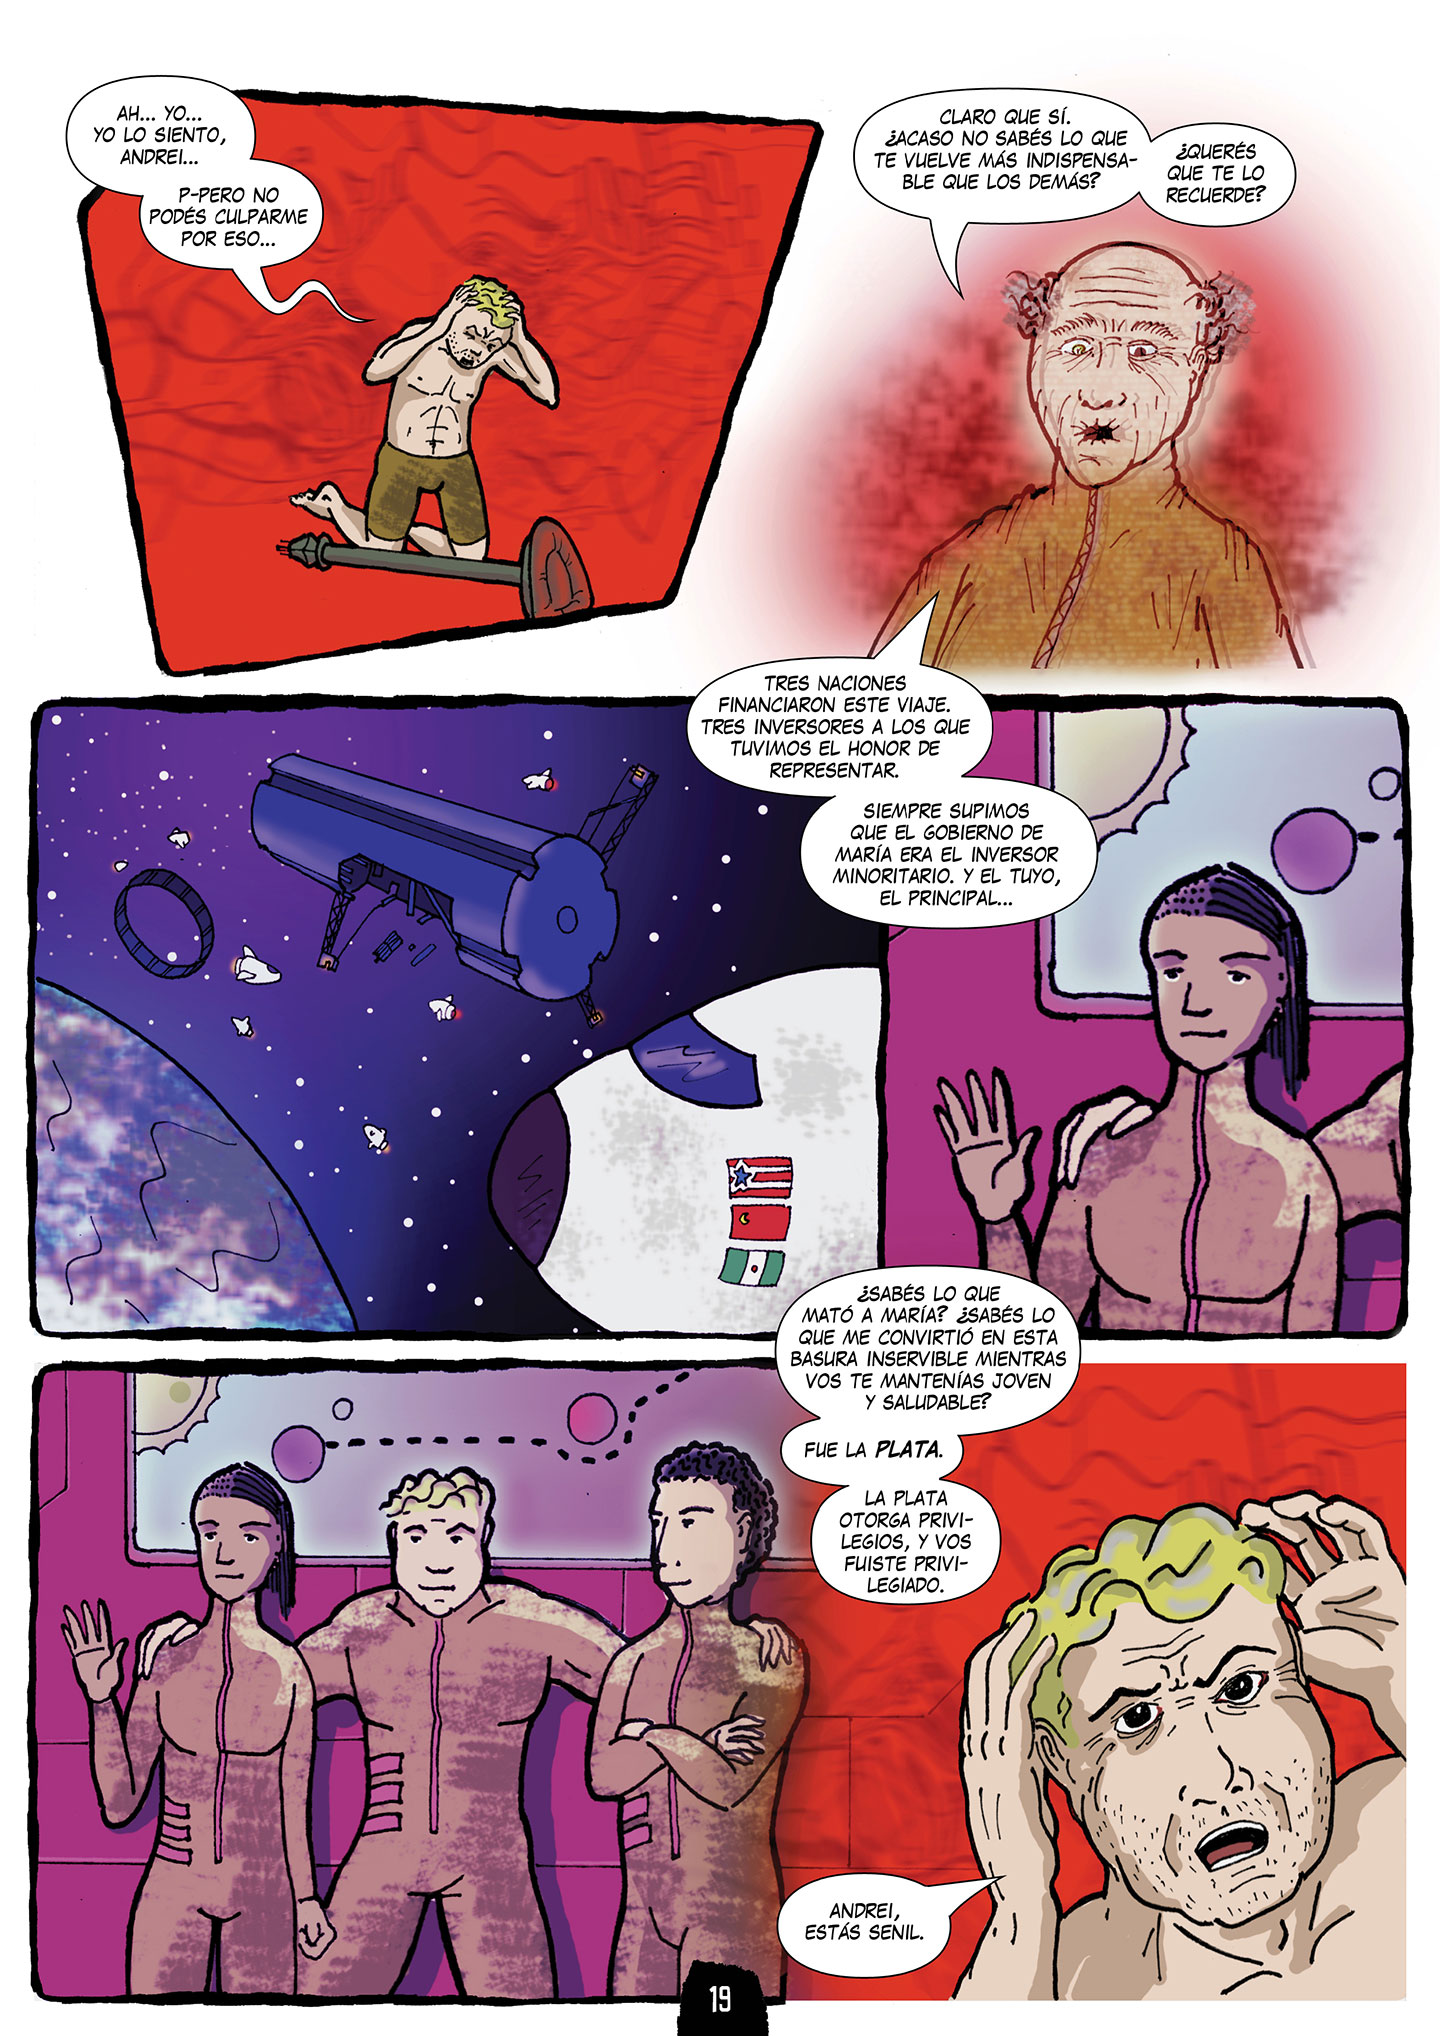 AH... YO...
YO LO SIENTO,
ANDREI...
P-PERO NO
PODÉS CULPARME
POR ESO...
CLARO QUE SÍ.
¿ACASO NO SABÉS LO QUE
TE VUELVE MÁS INDISPENSA-
BLE QUE LOS DEMÁS?
¿QUERÉS
QUE TE LO
RECUERDE?
TRES NACIONES
FINANCIARON ESTE VIAJE.
TRES INVERSORES A LOS QUE
TUVIMOS EL HONOR DE
REPRESENTAR.
SIEMPRE SUPIMOS
QUE EL GOBIERNO DE
MARÍA ERA EL INVERSOR
MINORITARIO. Y EL TUYO,
EL PRINCIPAL...
¿SABÉS LO QUE
MATÓ A MARÍA? ¿SABÉS LO
QUE ME CONVIRTIÓ EN ESTA
BASURA INSERVIBLE MIENTRAS
VOS TE MANTENÍAS JOVEN
Y SALUDABLE?
FUE LA PLATA.
LA PLATA
OTORGA PRIVI-
LEGIOS, Y VOS
FUISTE PRIVI-
LEGIADO.
ANDREI,
ESTÁS SENIL.
19